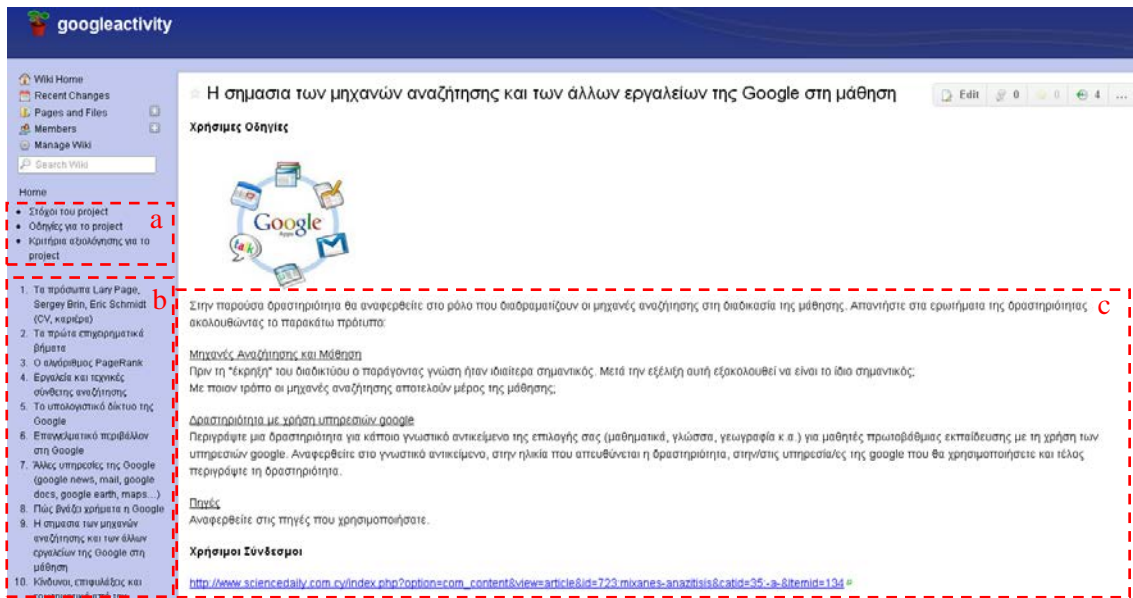 googleactivity
Wiki Home
Recent Changes
Pages and Files
Members
Manage Wiki
Search Wiki
Home
Στόχοι του project
Οδηγίες για το project
Κριτήρια αξιολόγησης για το
project
a
1. Τα πρόσωπα Lary Page,
Sergey Brin, Eric Schmidt
(CV, καριέρα)
2. Τα πρώτα επιχειρηματικά
βήματα
3. Ο αλγόριθμος PageRank
4. Εργαλεία και τεχνικές
σύνθετης αναζήτησης
5. Το υπολογιστικό δίκτυο της
Google
6. Επαγγελματικό περιβάλλον
στη Google
7. Άλλες υπηρεσίες της Google
(google news, mail, google
docs, google earth, maps...)
8. Πώς βγάζει χρήματα η Google
9. Η σημασια των μηχανών
αναζήτησης και των άλλων
εργαλείων της Google στη
μάθηση
10. Κίνδυνοι, επιφυλάξεις και
b
Η σημασια των μηχανών αναζήτησης και των άλλων εργαλείων της Google στη μάθηση
Edit 0 0 4 ...
Χρήσιμες Οδηγίες
Google
Apps
talk
Στην παρούσα δραστηριότητα θα αναφερθείτε στο ρόλο που διαδραματίζουν οι μηχανές αναζήτησης στη διαδικασία της μάθησης. Απαντήστε στα ερωτήματα της δραστηριότητας
ακολουθώντας το παρακάτω πρότυπο:
c
Μηχανές Αναζήτησης και Μάθηση
Πριν τη "έκρηξη" του διαδικτύου ο παράγοντας γνώση ήταν ιδιαίτερα σημαντικός. Μετά την εξέλιξη αυτή εξακολουθεί να είναι το ίδιο σημαντικός;
Με ποιον τρόπο οι μηχανές αναζήτησης αποτελούν μέρος της μάθησης;
Δραστηριότητα με χρήση υπηρεσιών google
Περιγράψτε μια δραστηριότητα για κάποιο γνωστικό αντικείμενο της επιλογής σας (μαθηματικά, γλώσσα, γεωγραφία κ.α.) για μαθητές πρωτοβάθμιας εκπαίδευσης με τη χρήση των
υπηρεσιών google. Αναφερθείτε στο γνωστικό αντικείμενο, στην ηλικία που απευθύνεται η δραστηριότητα, στην/στις υπηρεσία/ες της google που θα χρησιμοποιήσετε και τέλος
περιγράψτε τη δραστηριότητα.
Πηγές
Αναφερθείτε στις πηγές που χρησιμοποιήσατε.
Χρήσιμοι Σύνδεσμοι
http://www.sciencedaily.com.cy/index.php?option=com_content&view=article&id=723:mixanes-anazitisis&catid=35:-a-&Itemid=134